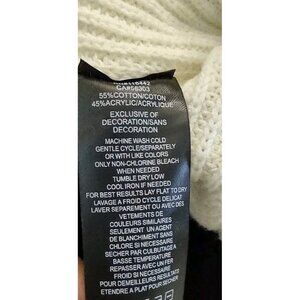 CA#56303
55%COTTON/COTON
45%ACRYLIC/ACRYLIQUE
EXCLUSIVE OF
DECORATION/SANS
DECORATION
MACHINE WASH COLD
GENTLE CYCLE/SEPARATELY
OR WITH LIKE COLORS
ONLY NON-CHLORINE BLEACH
WHEN NEEDED
TUMBLE DRY LOW
COOL IRON IF NEEDED
FOR BEST RESULTS LAY FLAT TO DRY
LAVAGE A FROID CYCLE DELICAT
LAVER SEPAREMENT OU AVEC DES
VETEMENTS DE
COULEURS SIMILAIRES
SEULEMENT UN AGENT
DE BLANCHIMENT SANS
CHLORE SI NECESSAIRE
SECHER PAR CULBUTAGE A
BASSE TEMPERATURE
REPASSER AVEC UN FER
FROID SI NECESSAIRE
POUR DEMEILLEURS RESULTATS
ETENDRE A PLAT POUR SECHER